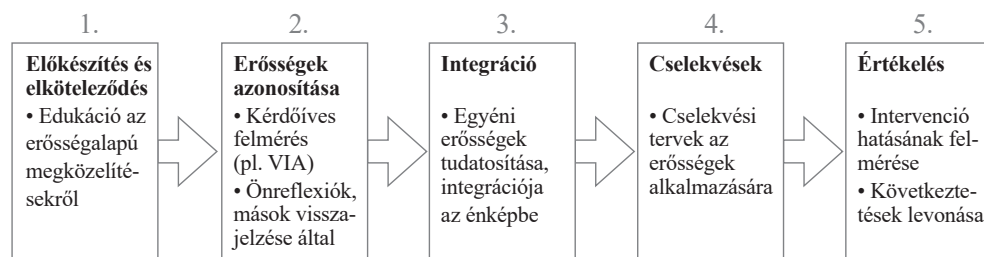 1.
Előkészítés és
elköteleződés
• Edukáció az
erősségalapú
megközelíté-
sekről
2.
Erősségek
azonosítása
• Kérdőíves
felmérés
(pl. VIA)
• Önreflexiók,
mások vissza-
jelzése által
3.
Integráció
• Egyéni
erősségek
tudatosítása,
integrációja
az énképbe
4.
Cselekvések
• Cselekvési
tervek az
erősségek
alkalmazására
5.
Értékelés
• Intervenció
hatásának fel-
mérése
• Következte-
tések levonása